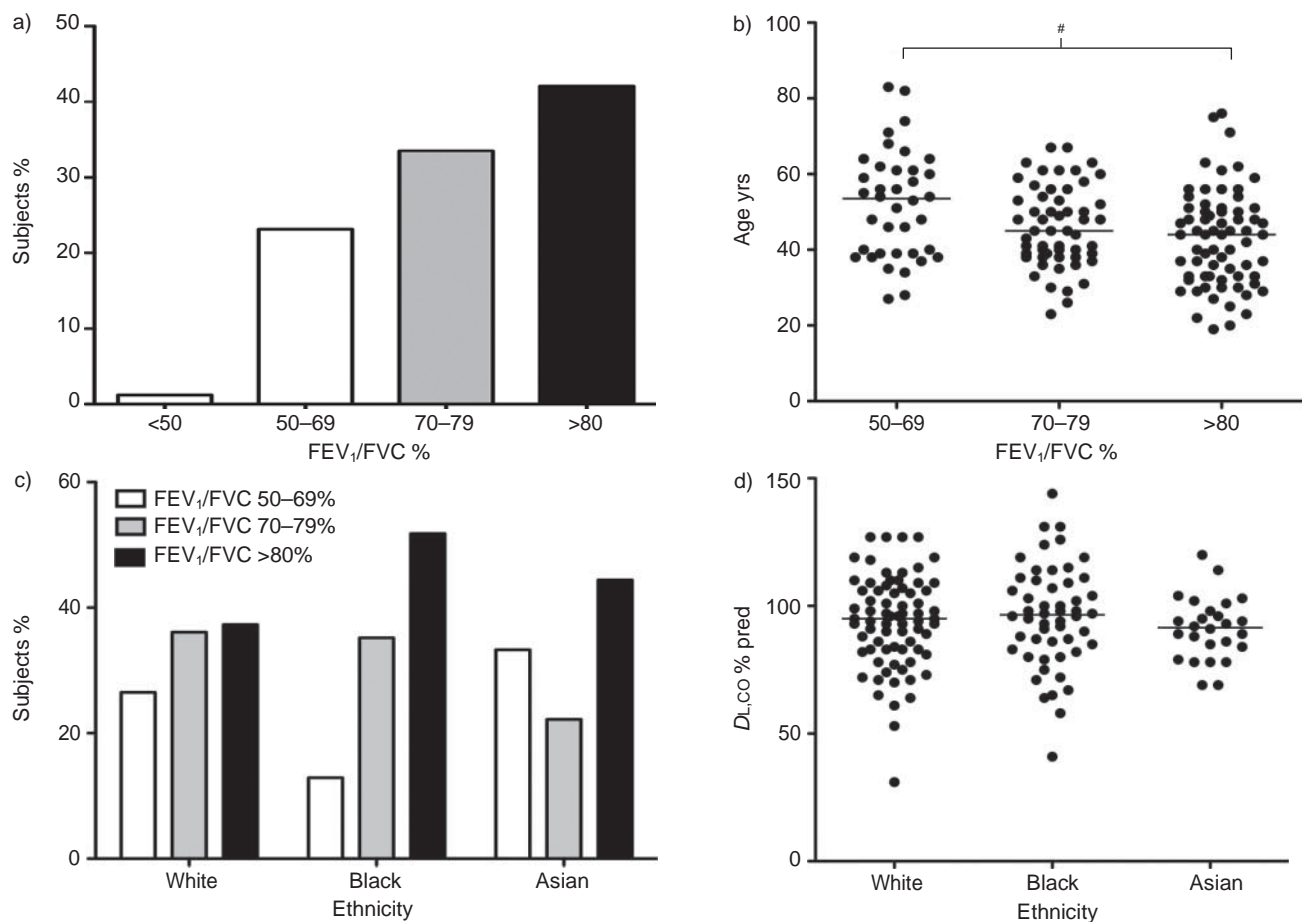 a)
50
40
30
20
10
0
Subjects %
<50
50–69
70–79
>80
FEV₁/FVC %
b)
#
100
80
60
40
20
0
Age yrs
50–69
70–79
>80
FEV₁/FVC %
c)
60
40
20
0
Subjects %
FEV₁/FVC 50–69%
FEV₁/FVC 70–79%
FEV₁/FVC >80%
White
Black
Asian
Ethnicity
d)
150
100
50
0
DL,CO % pred
White
Black
Asian
Ethnicity